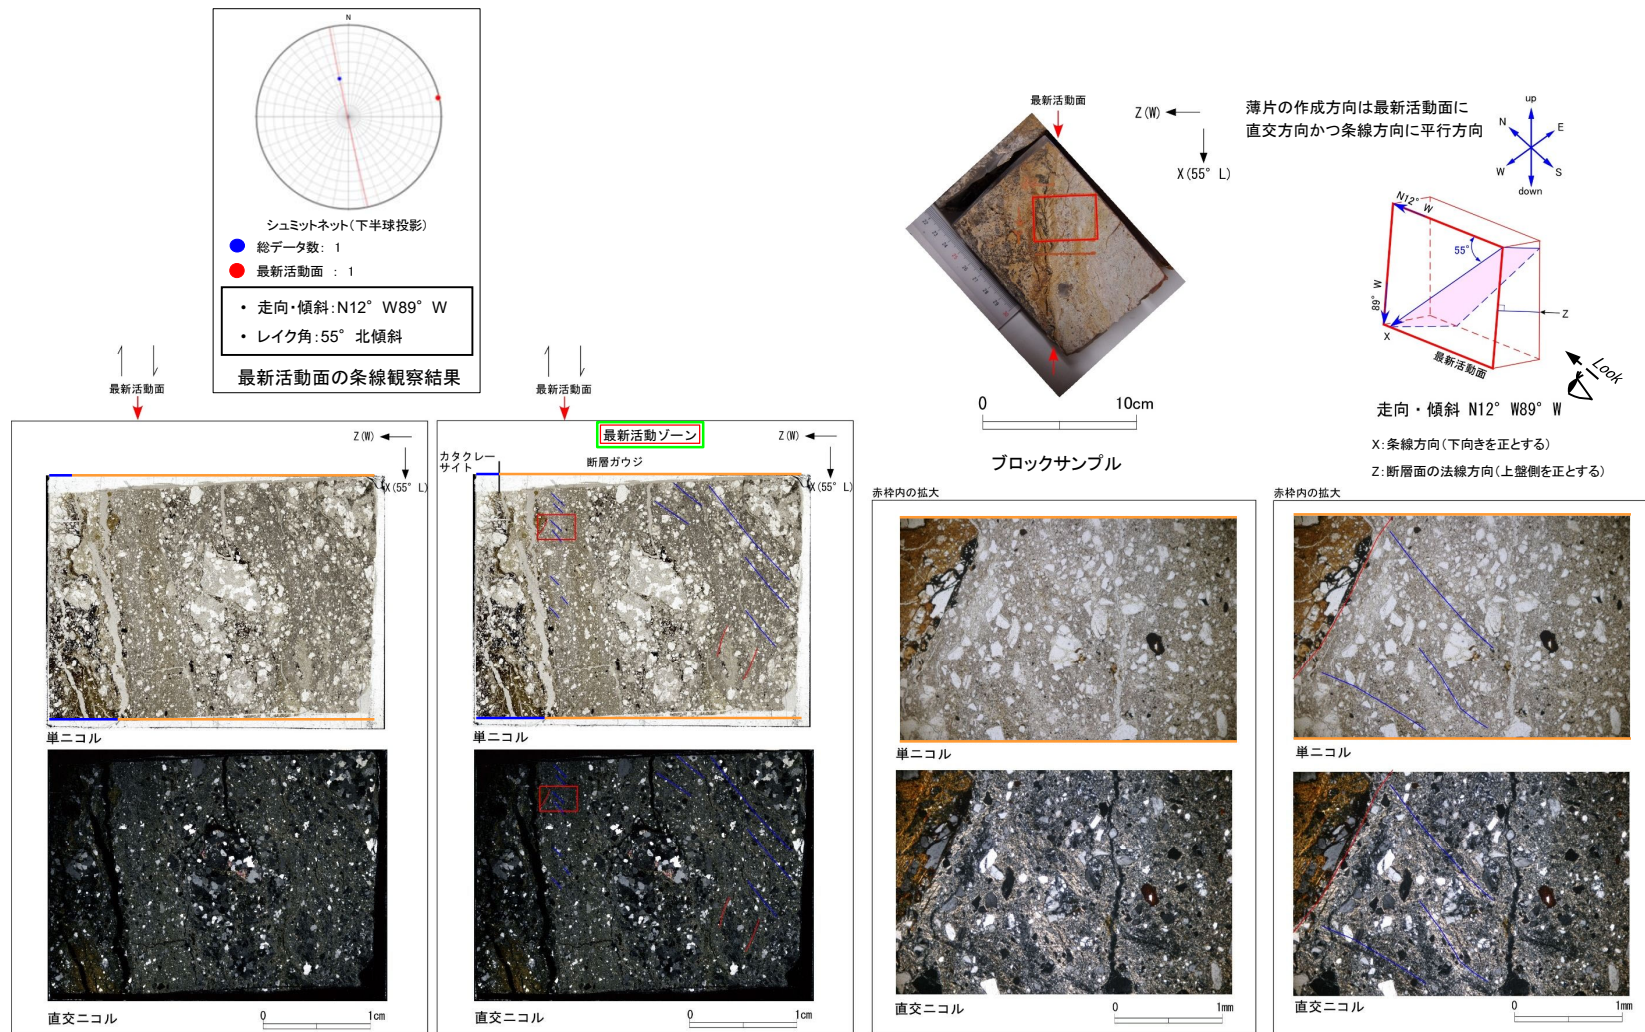 N
シュミットネット(下半球投影)
総データ数: 1
最新活動面 : 1
・ 走向・傾斜:N12° W89° W
・ レイク角:55° 北傾斜
最新活動面の条線観察結果
最新活動面
Z(W)
X(55° L)
0 10cm
ブロックサンプル
薄片の作成方向は最新活動面に
直交方向かつ条線方向に平行方向
up
N
E
W
S
down
N12° W
55°
89° W
Z
X
最新活動面
Look
走向・傾斜 N12° W89° W
X:条線方向(下向きを正とする)
Z:断層面の法線方向(上盤側を正とする)
最新活動面
Z(W)
X(55° L)
単ニコル
直交ニコル
0 1cm
最新活動面
最新活動ゾーン
Z(W)
カタクレー
サイト
断層ガウジ
X(55° L)
単ニコル
直交ニコル
0 1cm
赤枠内の拡大
単ニコル
直交ニコル
0 1mm
赤枠内の拡大
単ニコル
直交ニコル
0 1mm